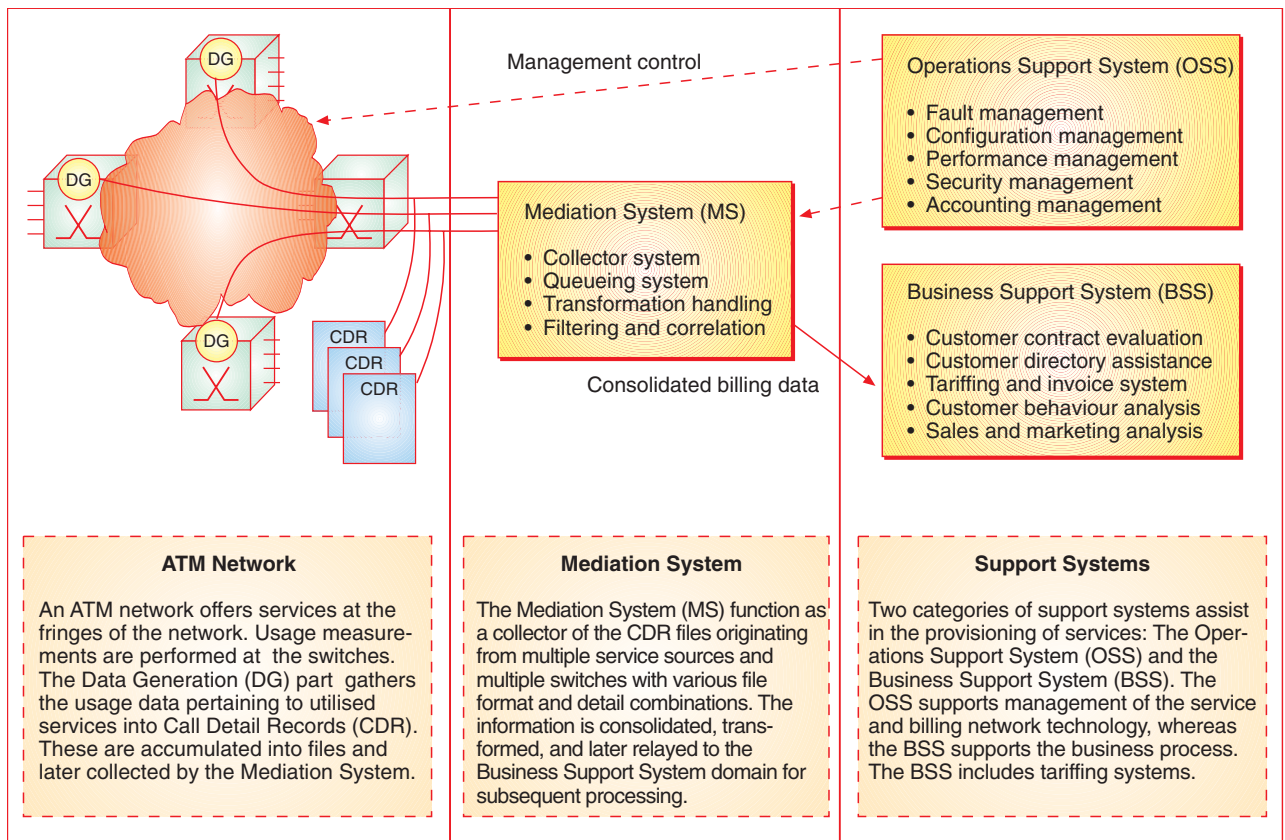 DG
DG
DG
CDR
CDR
CDR
Management control
Mediation System (MS)
• Collector system
• Queueing system
• Transformation handling
• Filtering and correlation
Consolidated billing data
Operations Support System (OSS)
• Fault management
• Configuration management
• Performance management
• Security management
• Accounting management
Business Support System (BSS)
• Customer contract evaluation
• Customer directory assistance
• Tariffing and invoice system
• Customer behaviour analysis
• Sales and marketing analysis
ATM Network
An ATM network offers services at the
fringes of the network. Usage measure-
ments are performed at the switches.
The Data Generation (DG) part gathers
the usage data pertaining to utilised
services into Call Detail Records (CDR).
These are accumulated into files and
later collected by the Mediation System.
Mediation System
The Mediation System (MS) function as
a collector of the CDR files originating
from multiple service sources and
multiple switches with various file
format and detail combinations. The
information is consolidated, trans-
formed, and later relayed to the
Business Support System domain for
subsequent processing.
Support Systems
Two categories of support systems assist
in the provisioning of services: The Oper-
ations Support System (OSS) and the
Business Support System (BSS). The
OSS supports management of the service
and billing network technology, whereas
the BSS supports the business process.
The BSS includes tariffing systems.